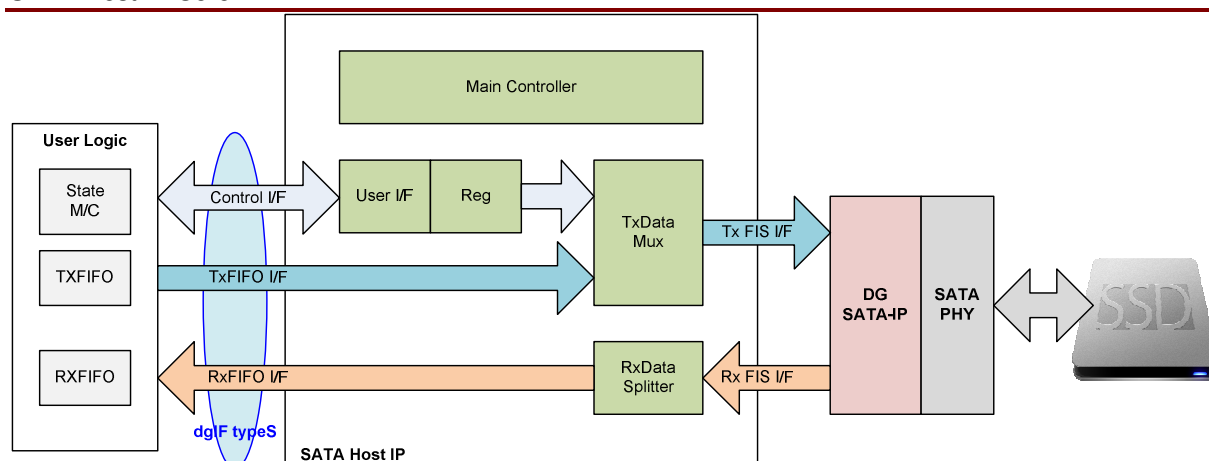 Main Controller
User Logic
State
M/C
Control I/F
User I/F
Reg
TxData
Mux
Tx FIS I/F
TXFIFO
TxFIFO I/F
DG
SATA-IP
SATA
PHY
SSD
RXFIFO
RxFIFO I/F
RxData
Splitter
Rx FIS I/F
dgIF typeS
SATA Host IP